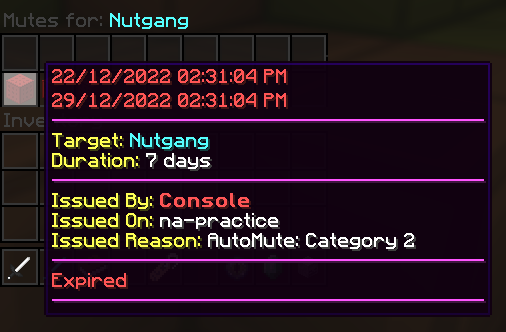 Mutes for: Nutgang
22/12/2022 02:31:04 PM
29/12/2022 02:31:04 PM
Target: Nutgang
Duration: 7 days
Issued By: Console
Issued On: na-practice
Issued Reason: AutoMute: Category 2
Expired